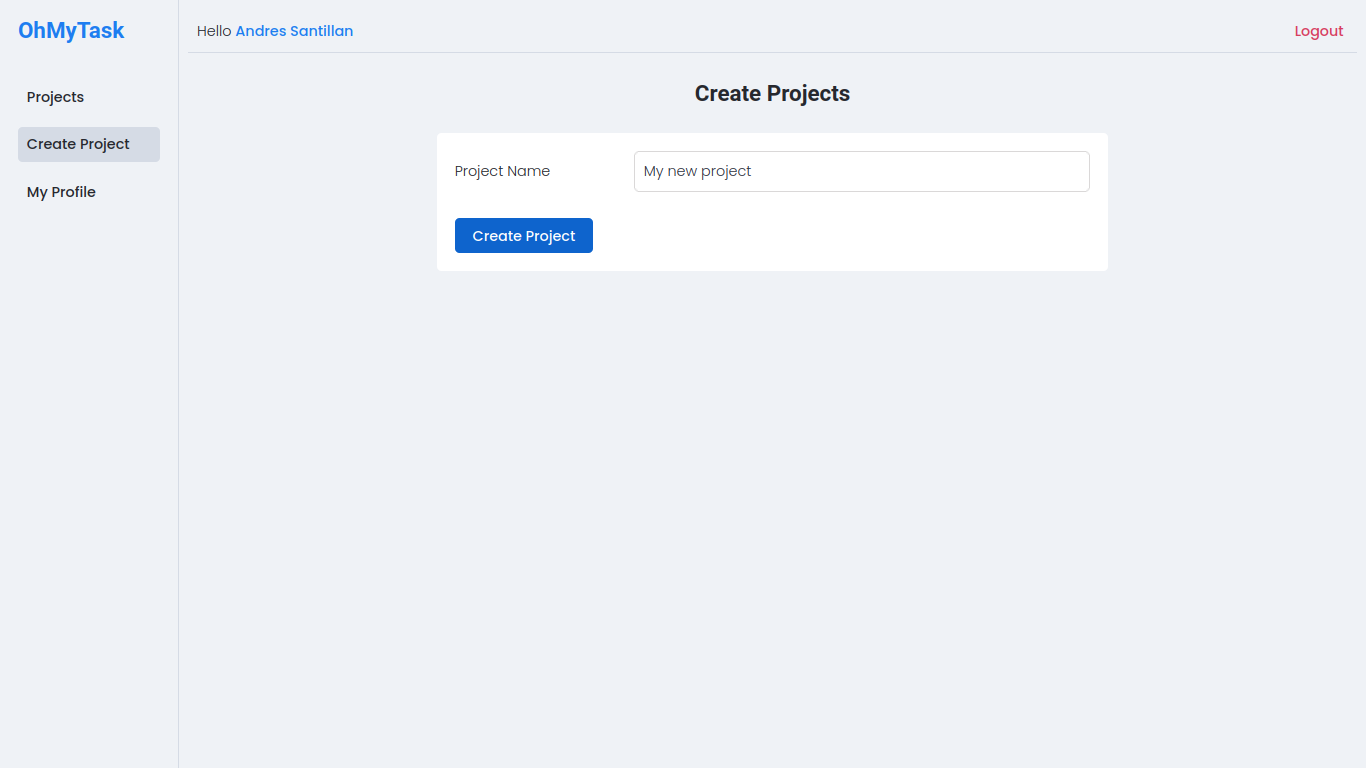 OhMyTask
Hello Andres Santillan
Logout
Projects
Create Project
My Profile
Create Projects
Project Name
My new project
Create Project